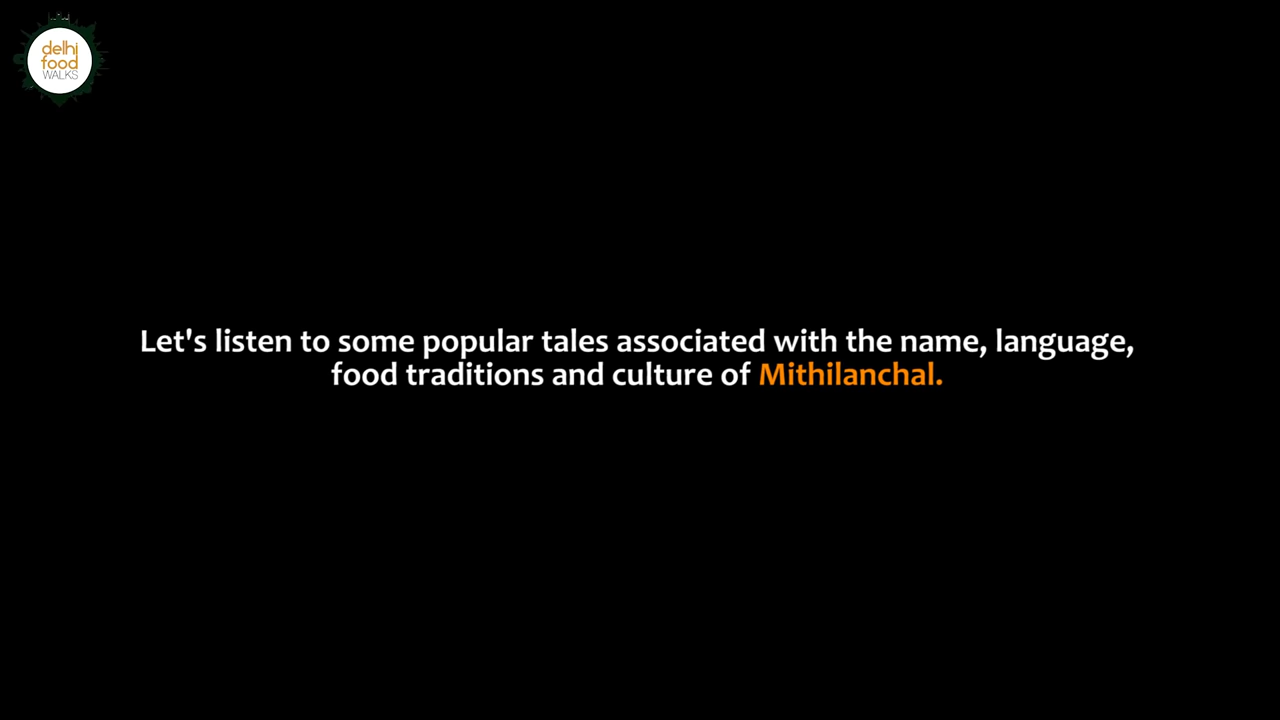 delhi
food
WALKS
Let's listen to some popular tales associated with the name, language,
food traditions and culture of Mithilanchal.